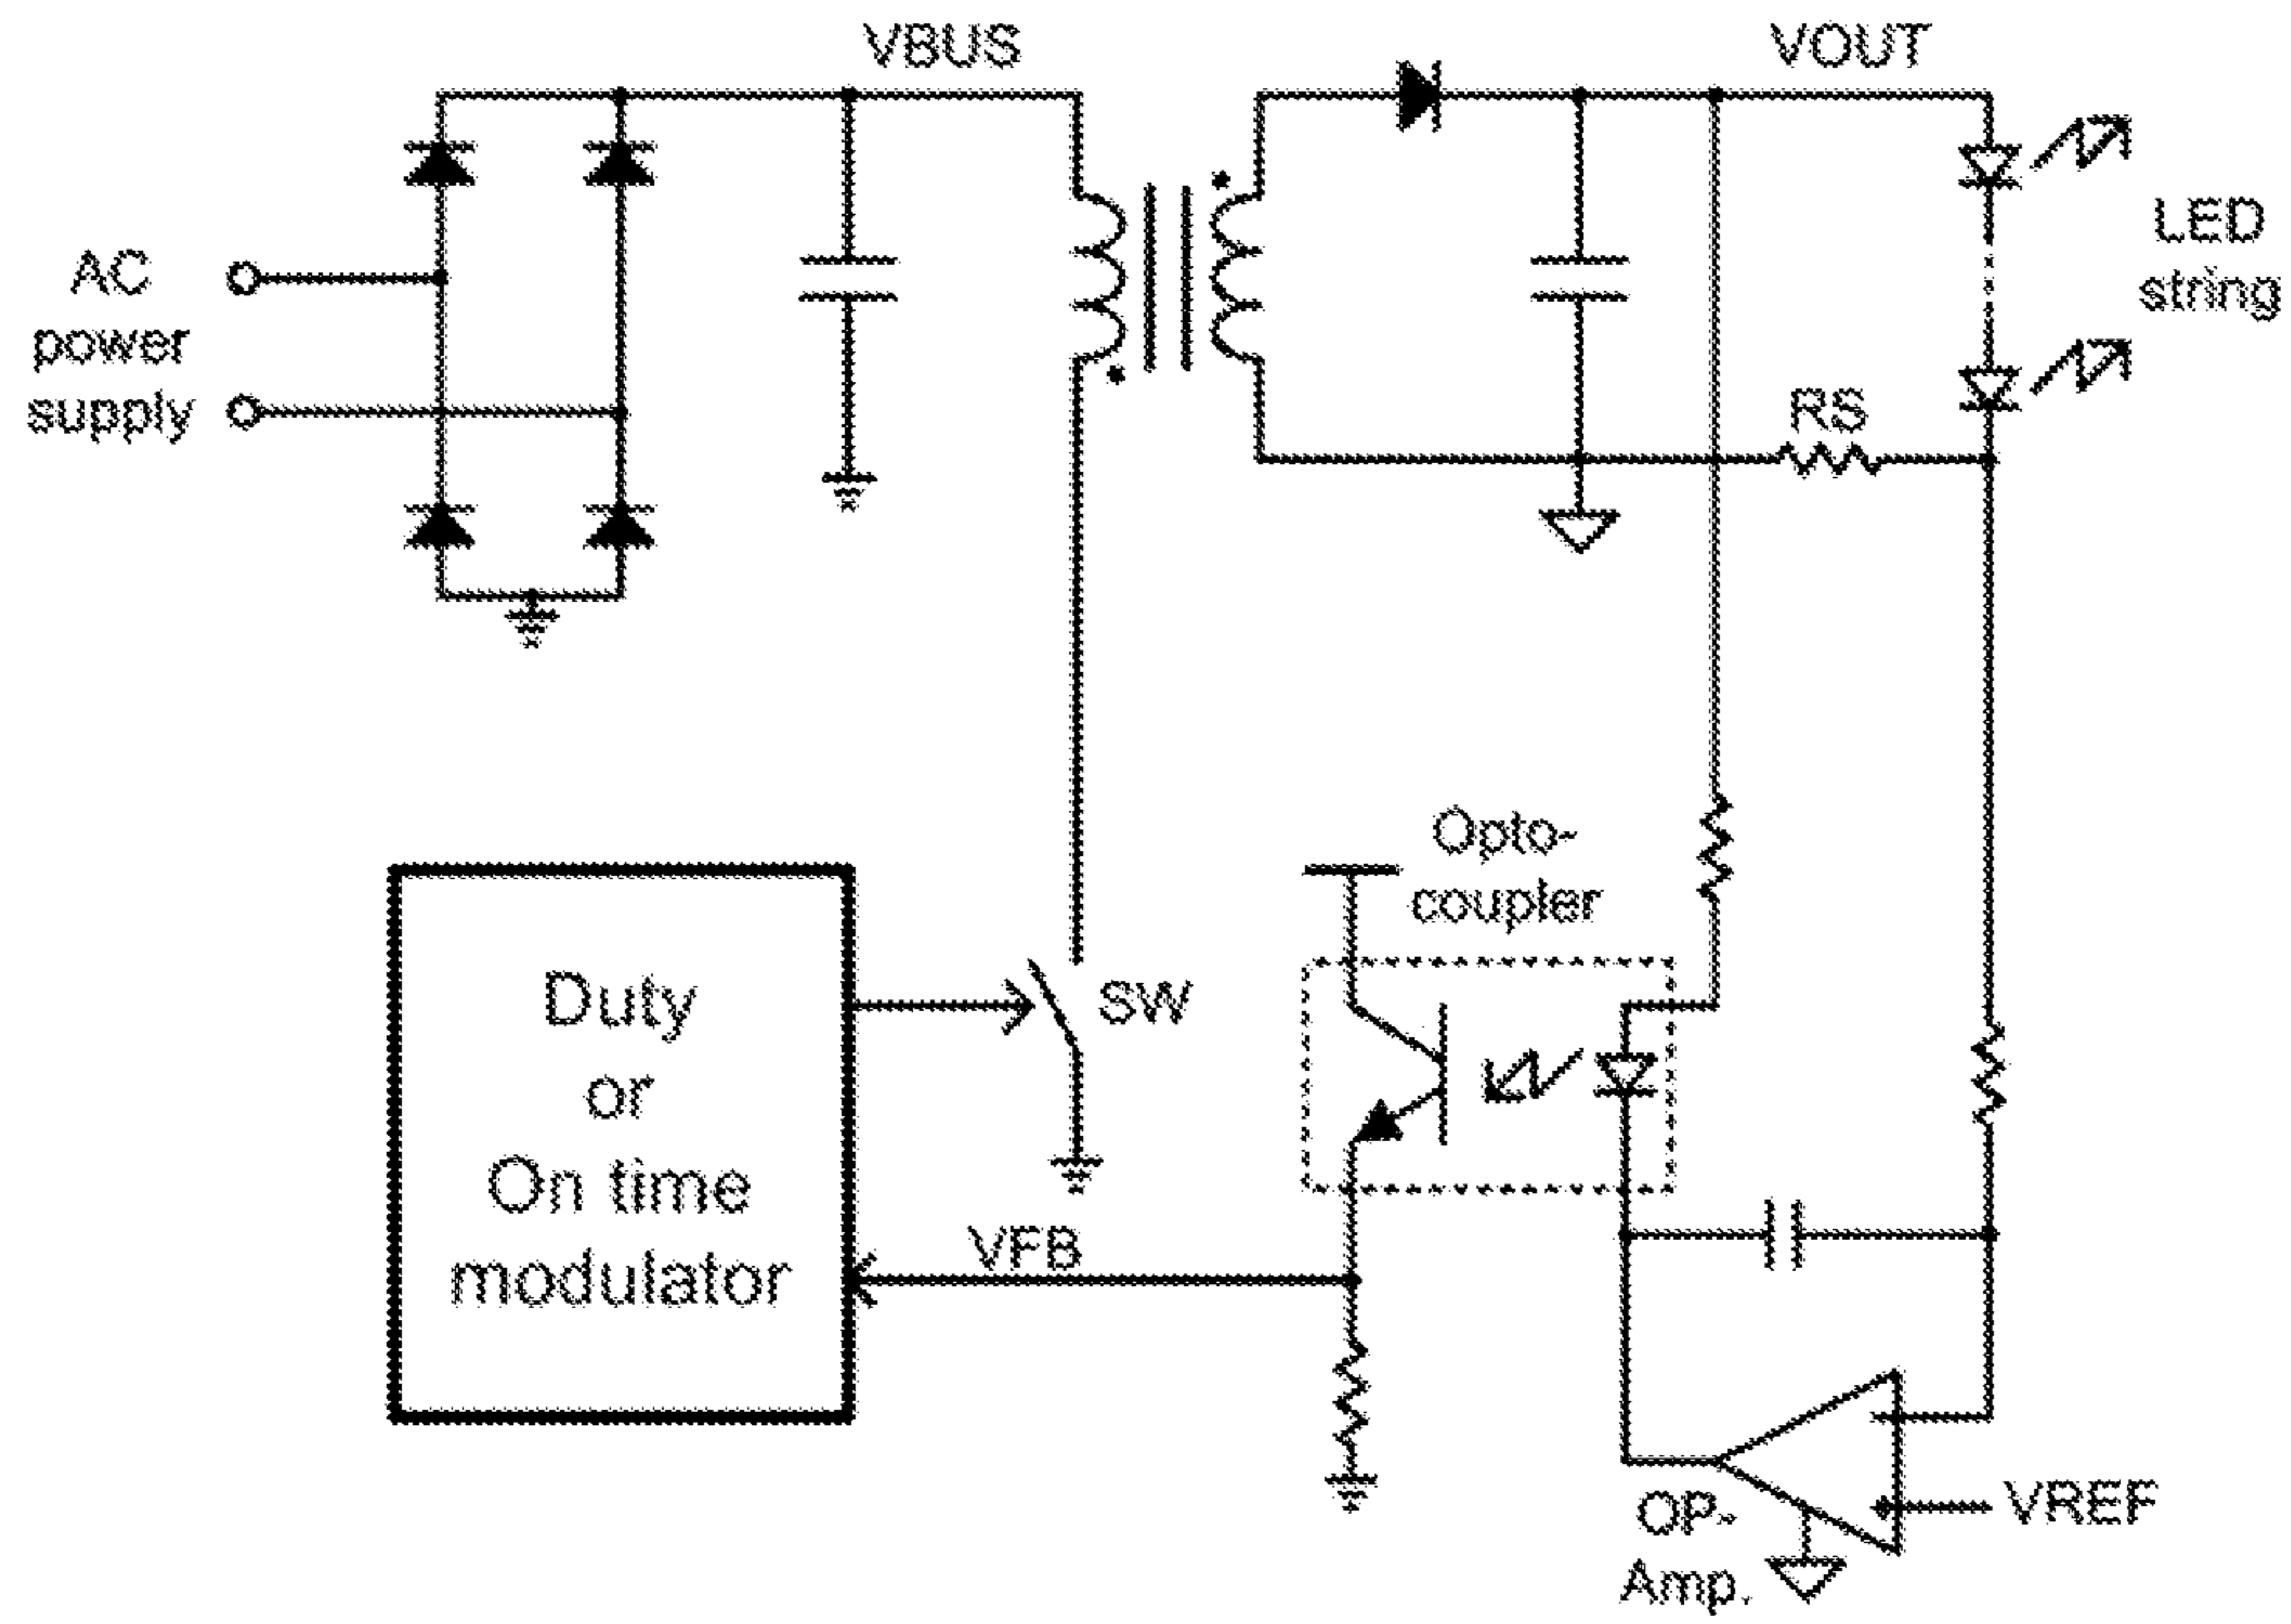 VBUS
VOUT
AC
power
supply
LED
string
RS
Opto-
coupler
Duty
or
On time
modulator
SW
VFB
VREF
OP-
Amp.